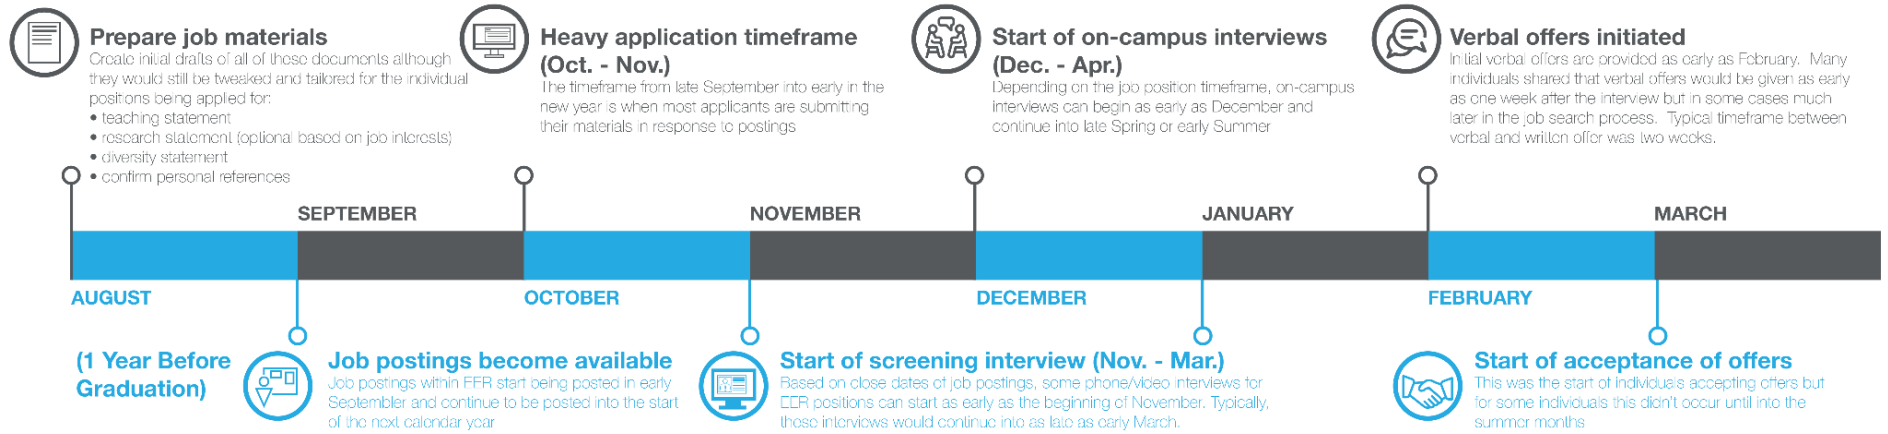 Prepare job materials
Create initial drafts of all of these documents although
they would still be tweaked and tailored for the individual
positions being applied for:
• teaching statement
• research statement (optional based on job interests)
• diversity statement
• confirm personal references
Heavy application timeframe
(Oct. - Nov.)
The timeframe from late September into early in the
new year is when most applicants are submitting
their materials in response to postings
Start of on-campus interviews
(Dec. - Apr.)
Depending on the job position timeframe, on-campus
interviews can begin as early as December and
continue into late Spring or early Summer
Verbal offers initiated
Initial verbal offers are provided as early as February. Many
individuals shared that verbal offers would be given as early
as one week after the interview but in some cases much
later in the job search process. Typical timeframe between
verbal and written offer was two weeks.
SEPTEMBER
NOVEMBER
JANUARY
MARCH
AUGUST
OCTOBER
DECEMBER
FEBRUARY
(1 Year Before
Graduation)
Job postings become available
Job postings within EER start being posted in early
Septembler and continue to be posted into the start
of the next calendar year
Start of screening interview (Nov. - Mar.)
Based on close dates of job postings, some phone/video interviews for
EER positions can start as early as the beginning of November. Typically,
these interviews would continue into as late as early March.
Start of acceptance of offers
This was the start of individuals accepting offers but
for some individuals this didn't occur until into the
summer months